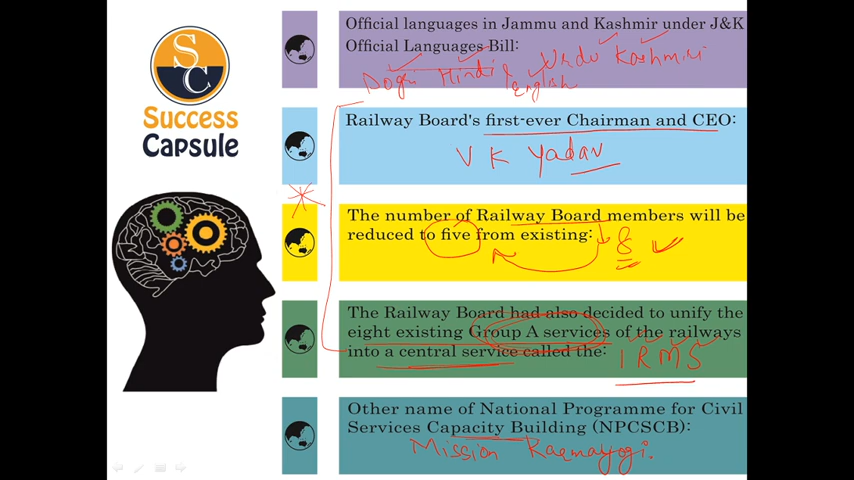 SC
Success
Capsule
Official languages in Jammu and Kashmir under J&K
Official Languages Bill:
Dogri Hindi & English Urdu Kashmiri
Railway Board's first-ever Chairman and CEO:
V K Yadav
The number of Railway Board members will be
reduced to five from existing: 8
The Railway Board had also decided to unify the
eight existing Group A services of the railways
into a central service called the: IRMS
Other name of National Programme for Civil
Services Capacity Building (NPCSCB):
Mission Karmayogi.